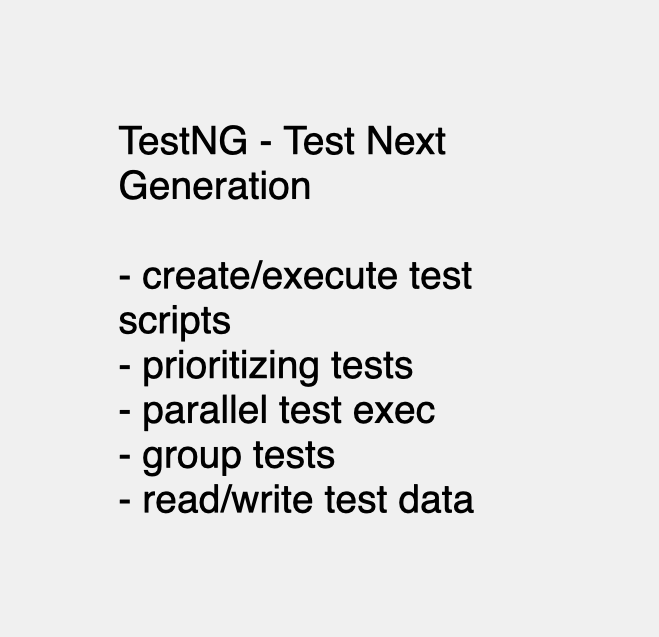 TestNG - Test Next
Generation
- create/execute test
scripts
- prioritizing tests
- parallel test exec
- group tests
- read/write test data